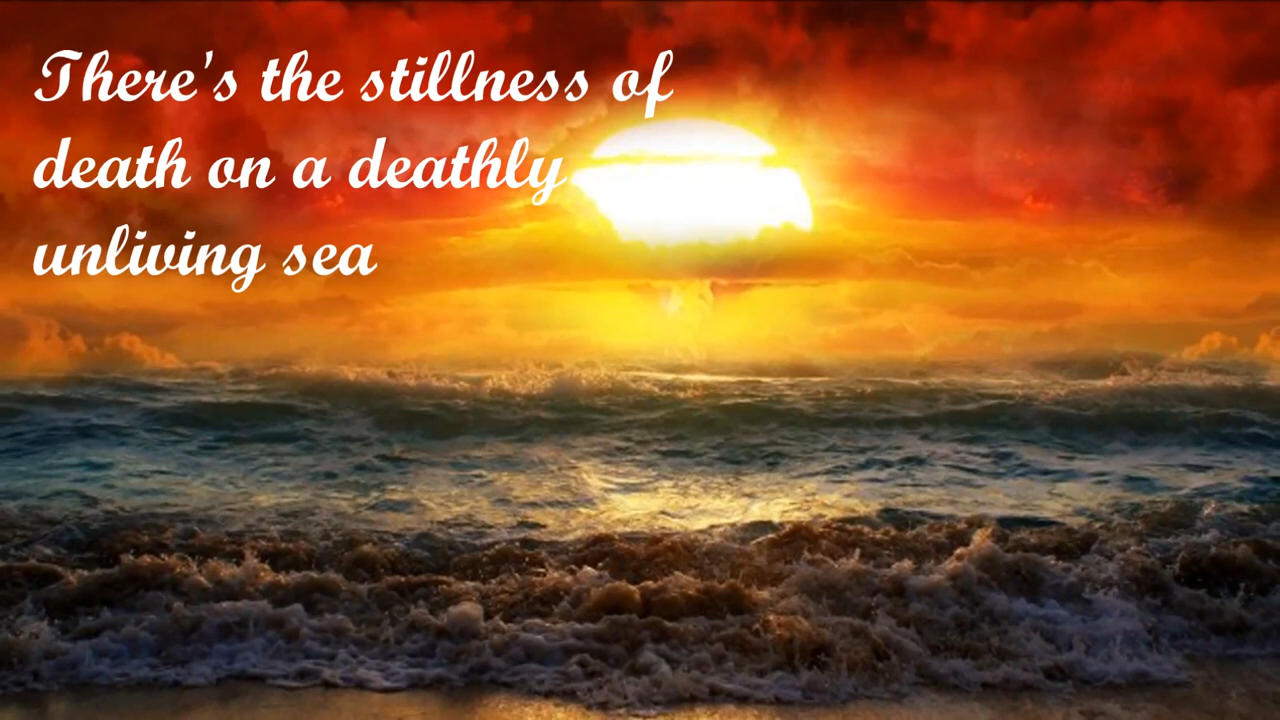 There's the stillness of
death on a deathly
unliving sea